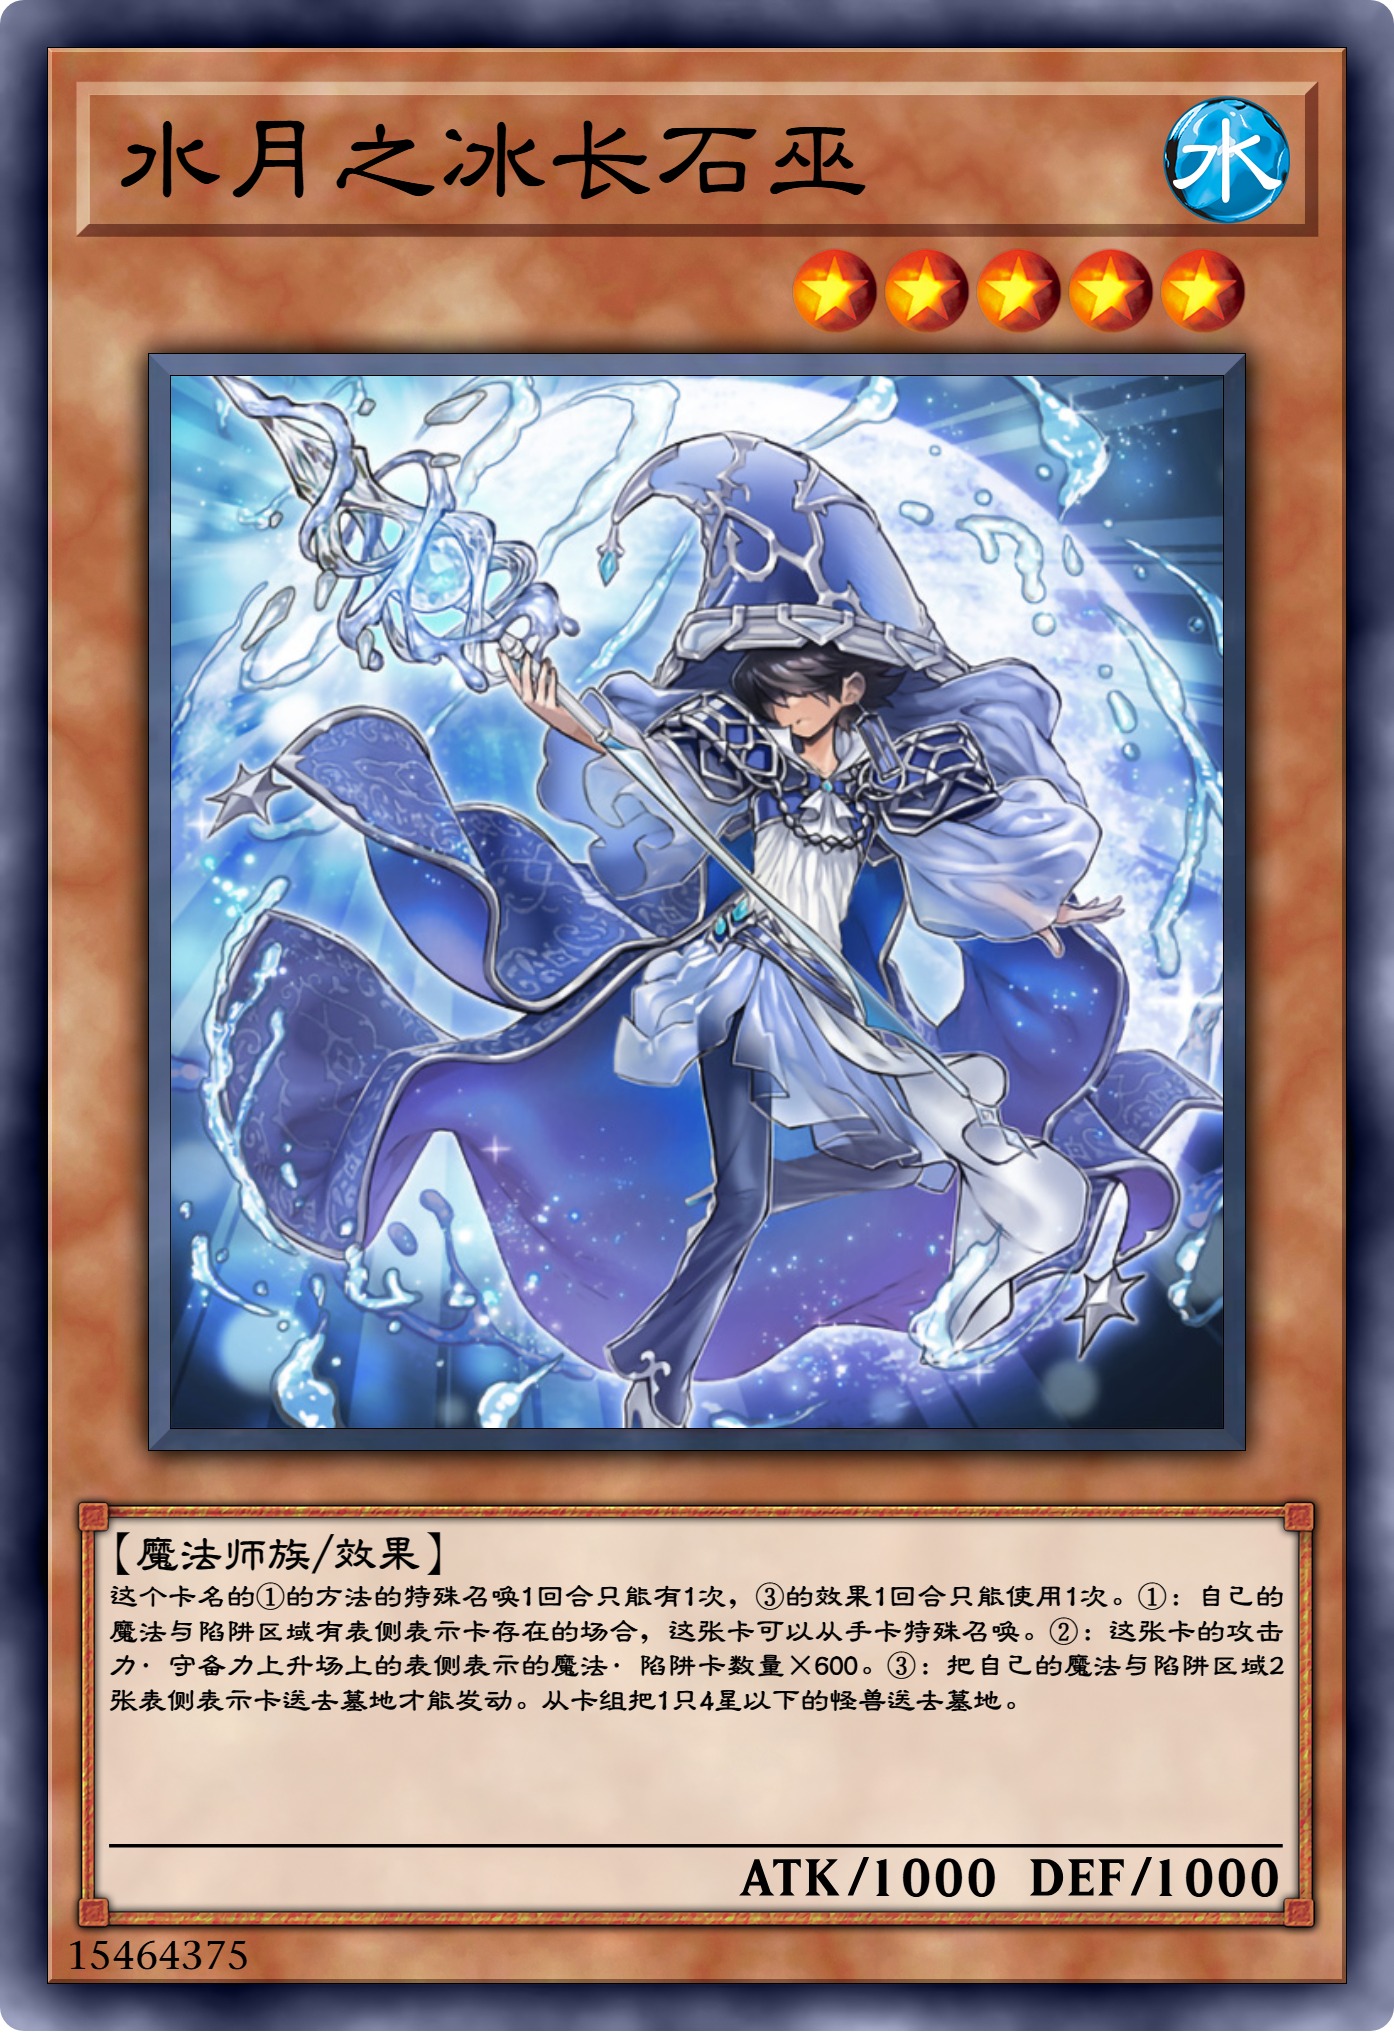 水月之冰长石巫
水
【魔法师族/效果】
这个卡名的①的方法的特殊召唤1回合只能有1次，③的效果1回合只能使用1次。①：自己的
魔法与陷阱区域有表侧表示卡存在的场合，这张卡可以从手卡特殊召唤。②：这张卡的攻击
力·守备力上升场上的表侧表示的魔法·陷阱卡数量×600。③：把自己的魔法与陷阱区域2
张表侧表示卡送去墓地才能发动。从卡组把1只4星以下的怪兽送去墓地。
ATK/1000 DEF/1000
15464375